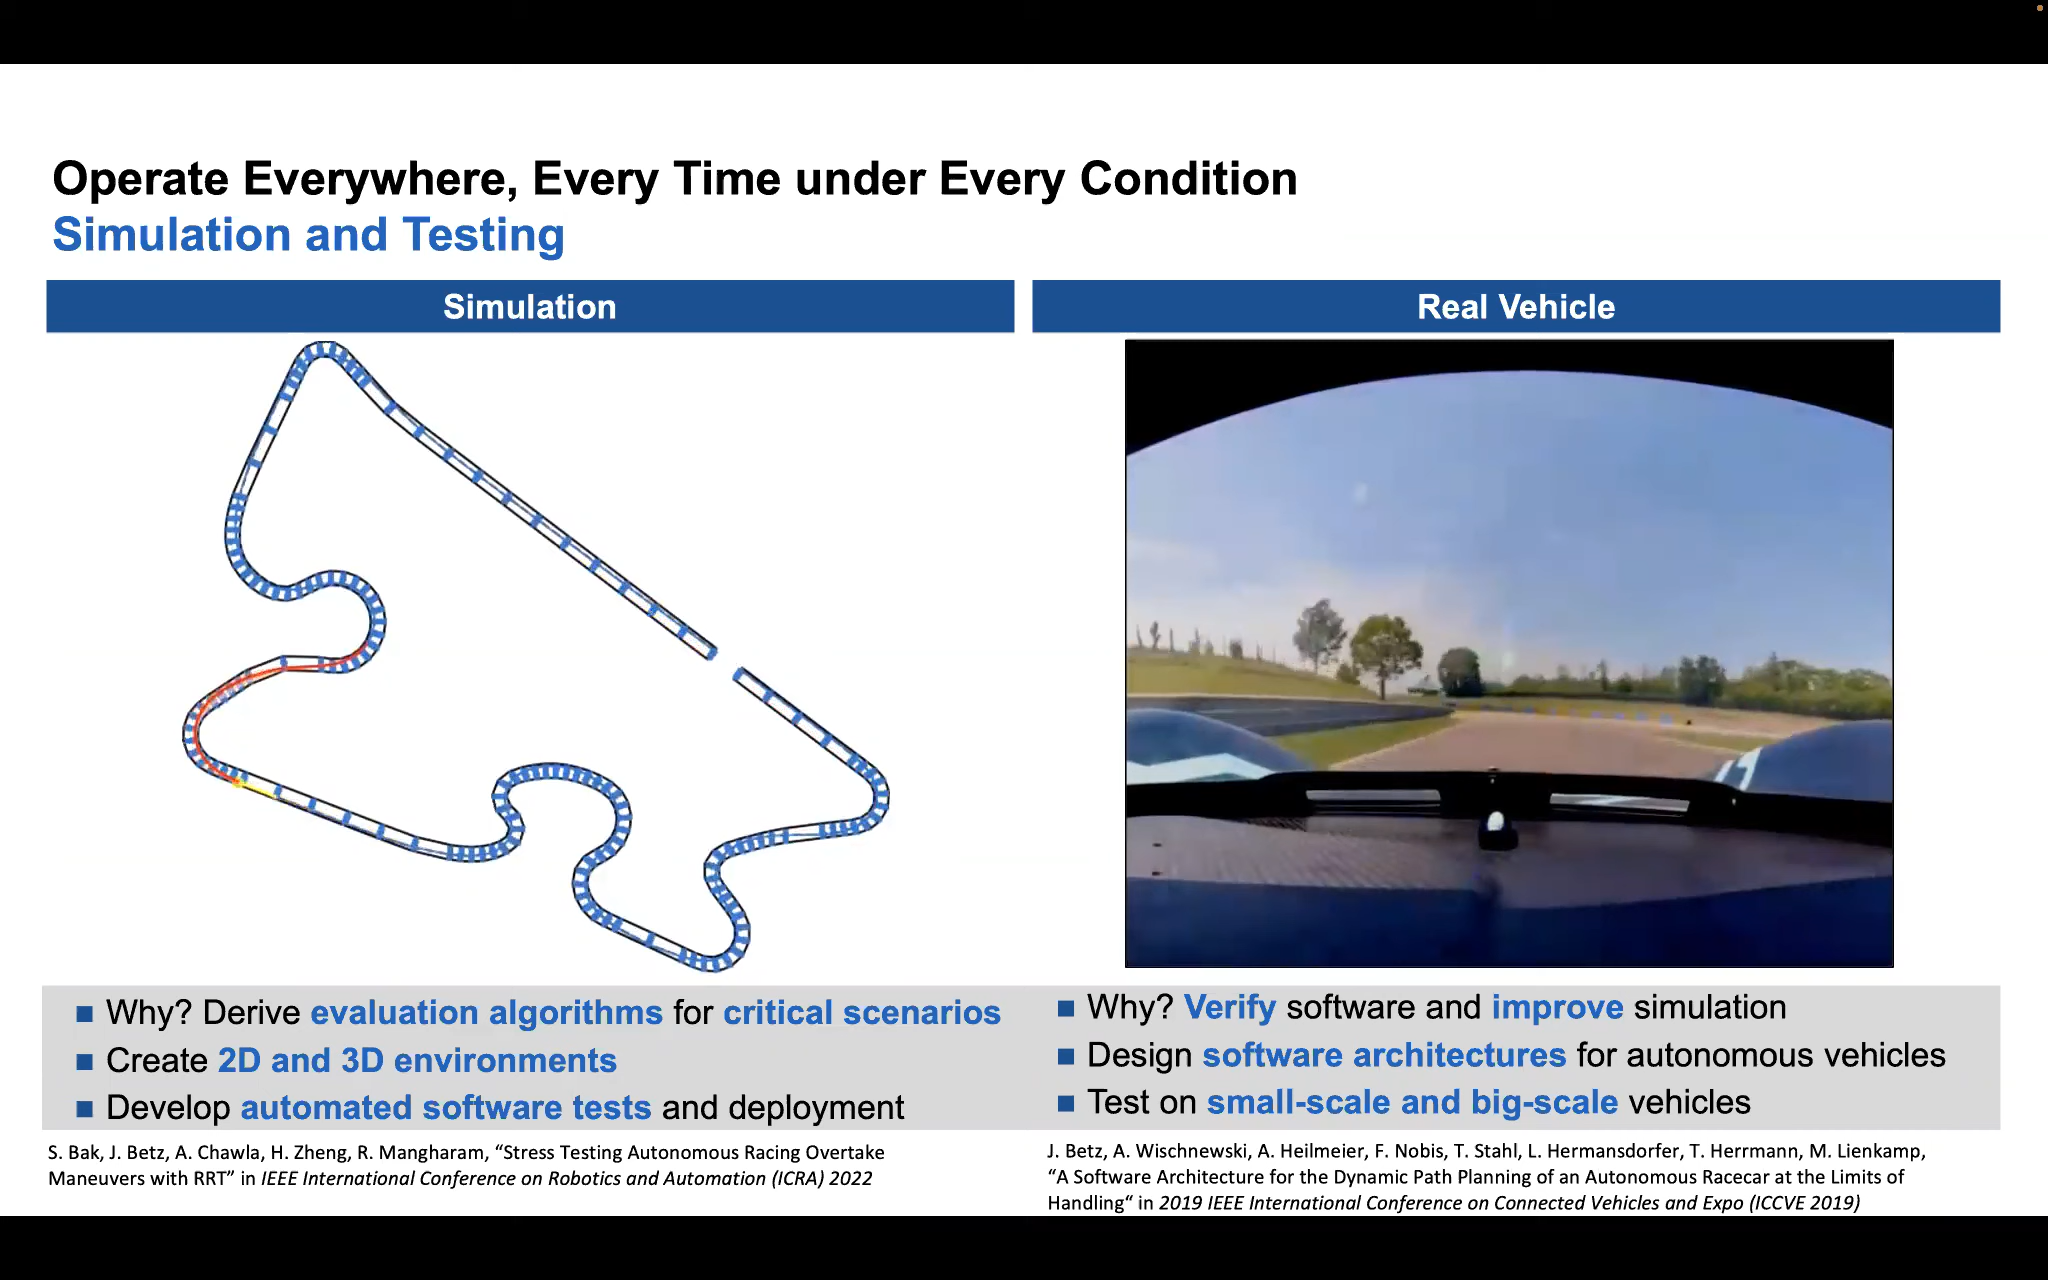 Operate Everywhere, Every Time under Every Condition
Simulation and Testing
Simulation
Real Vehicle
■ Why? Derive evaluation algorithms for critical scenarios
■ Create 2D and 3D environments
■ Develop automated software tests and deployment
■ Why? Verify software and improve simulation
■ Design software architectures for autonomous vehicles
■ Test on small-scale and big-scale vehicles
S. Bak, J. Betz, A. Chawla, H. Zheng, R. Mangharam, “Stress Testing Autonomous Racing Overtake
Maneuvers with RRT” in IEEE International Conference on Robotics and Automation (ICRA) 2022
J. Betz, A. Wischnewski, A. Heilmeier, F. Nobis, T. Stahl, L. Hermansdorfer, T. Herrmann, M. Lienkamp,
“A Software Architecture for the Dynamic Path Planning of an Autonomous Racecar at the Limits of
Handling“ in 2019 IEEE International Conference on Connected Vehicles and Expo (ICCVE 2019)